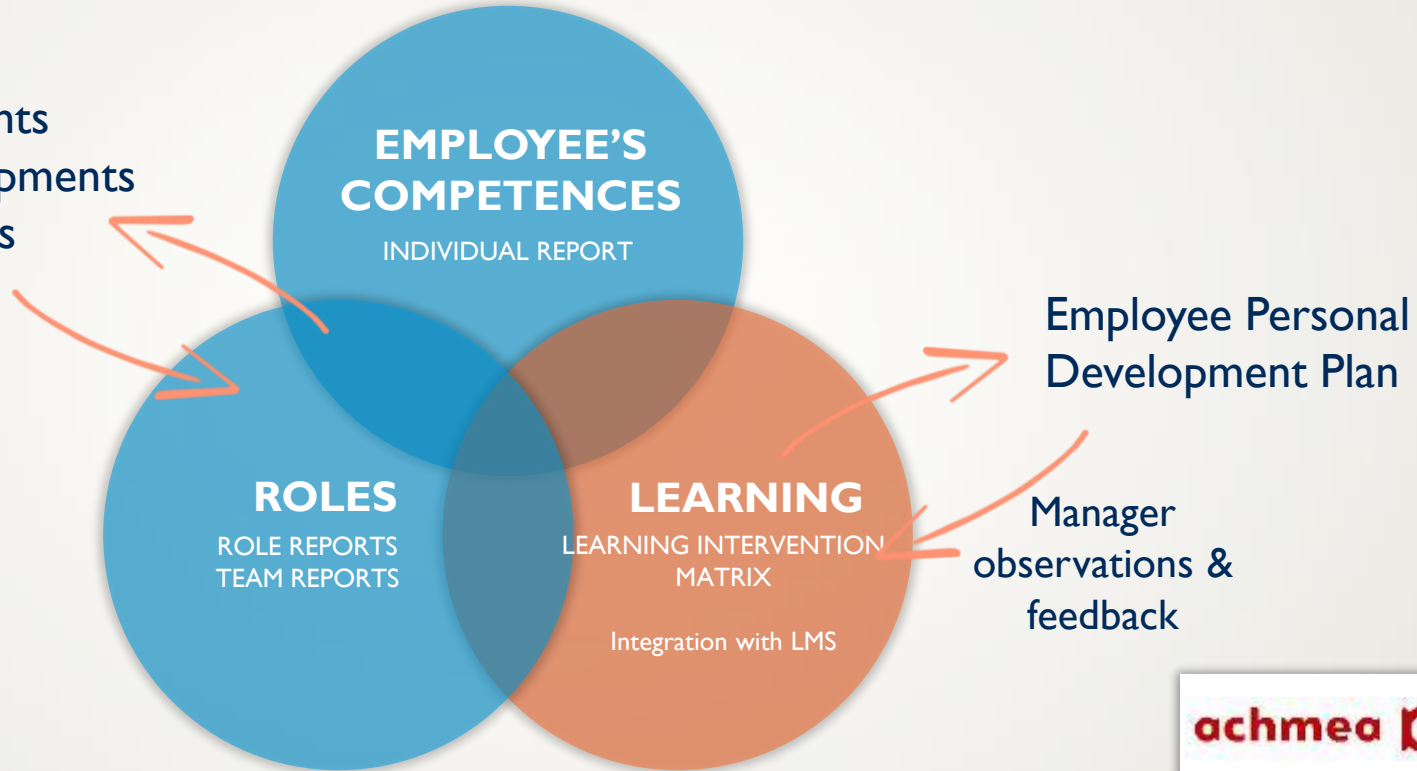 EMPLOYEE'S
COMPETENCES
INDIVIDUAL REPORT
ROLES
ROLE REPORTS
TEAM REPORTS
LEARNING
LEARNING INTERVENTION
MATRIX
Integration with LMS
Employee Personal
Development Plan
Manager
observations &
feedback
achmea